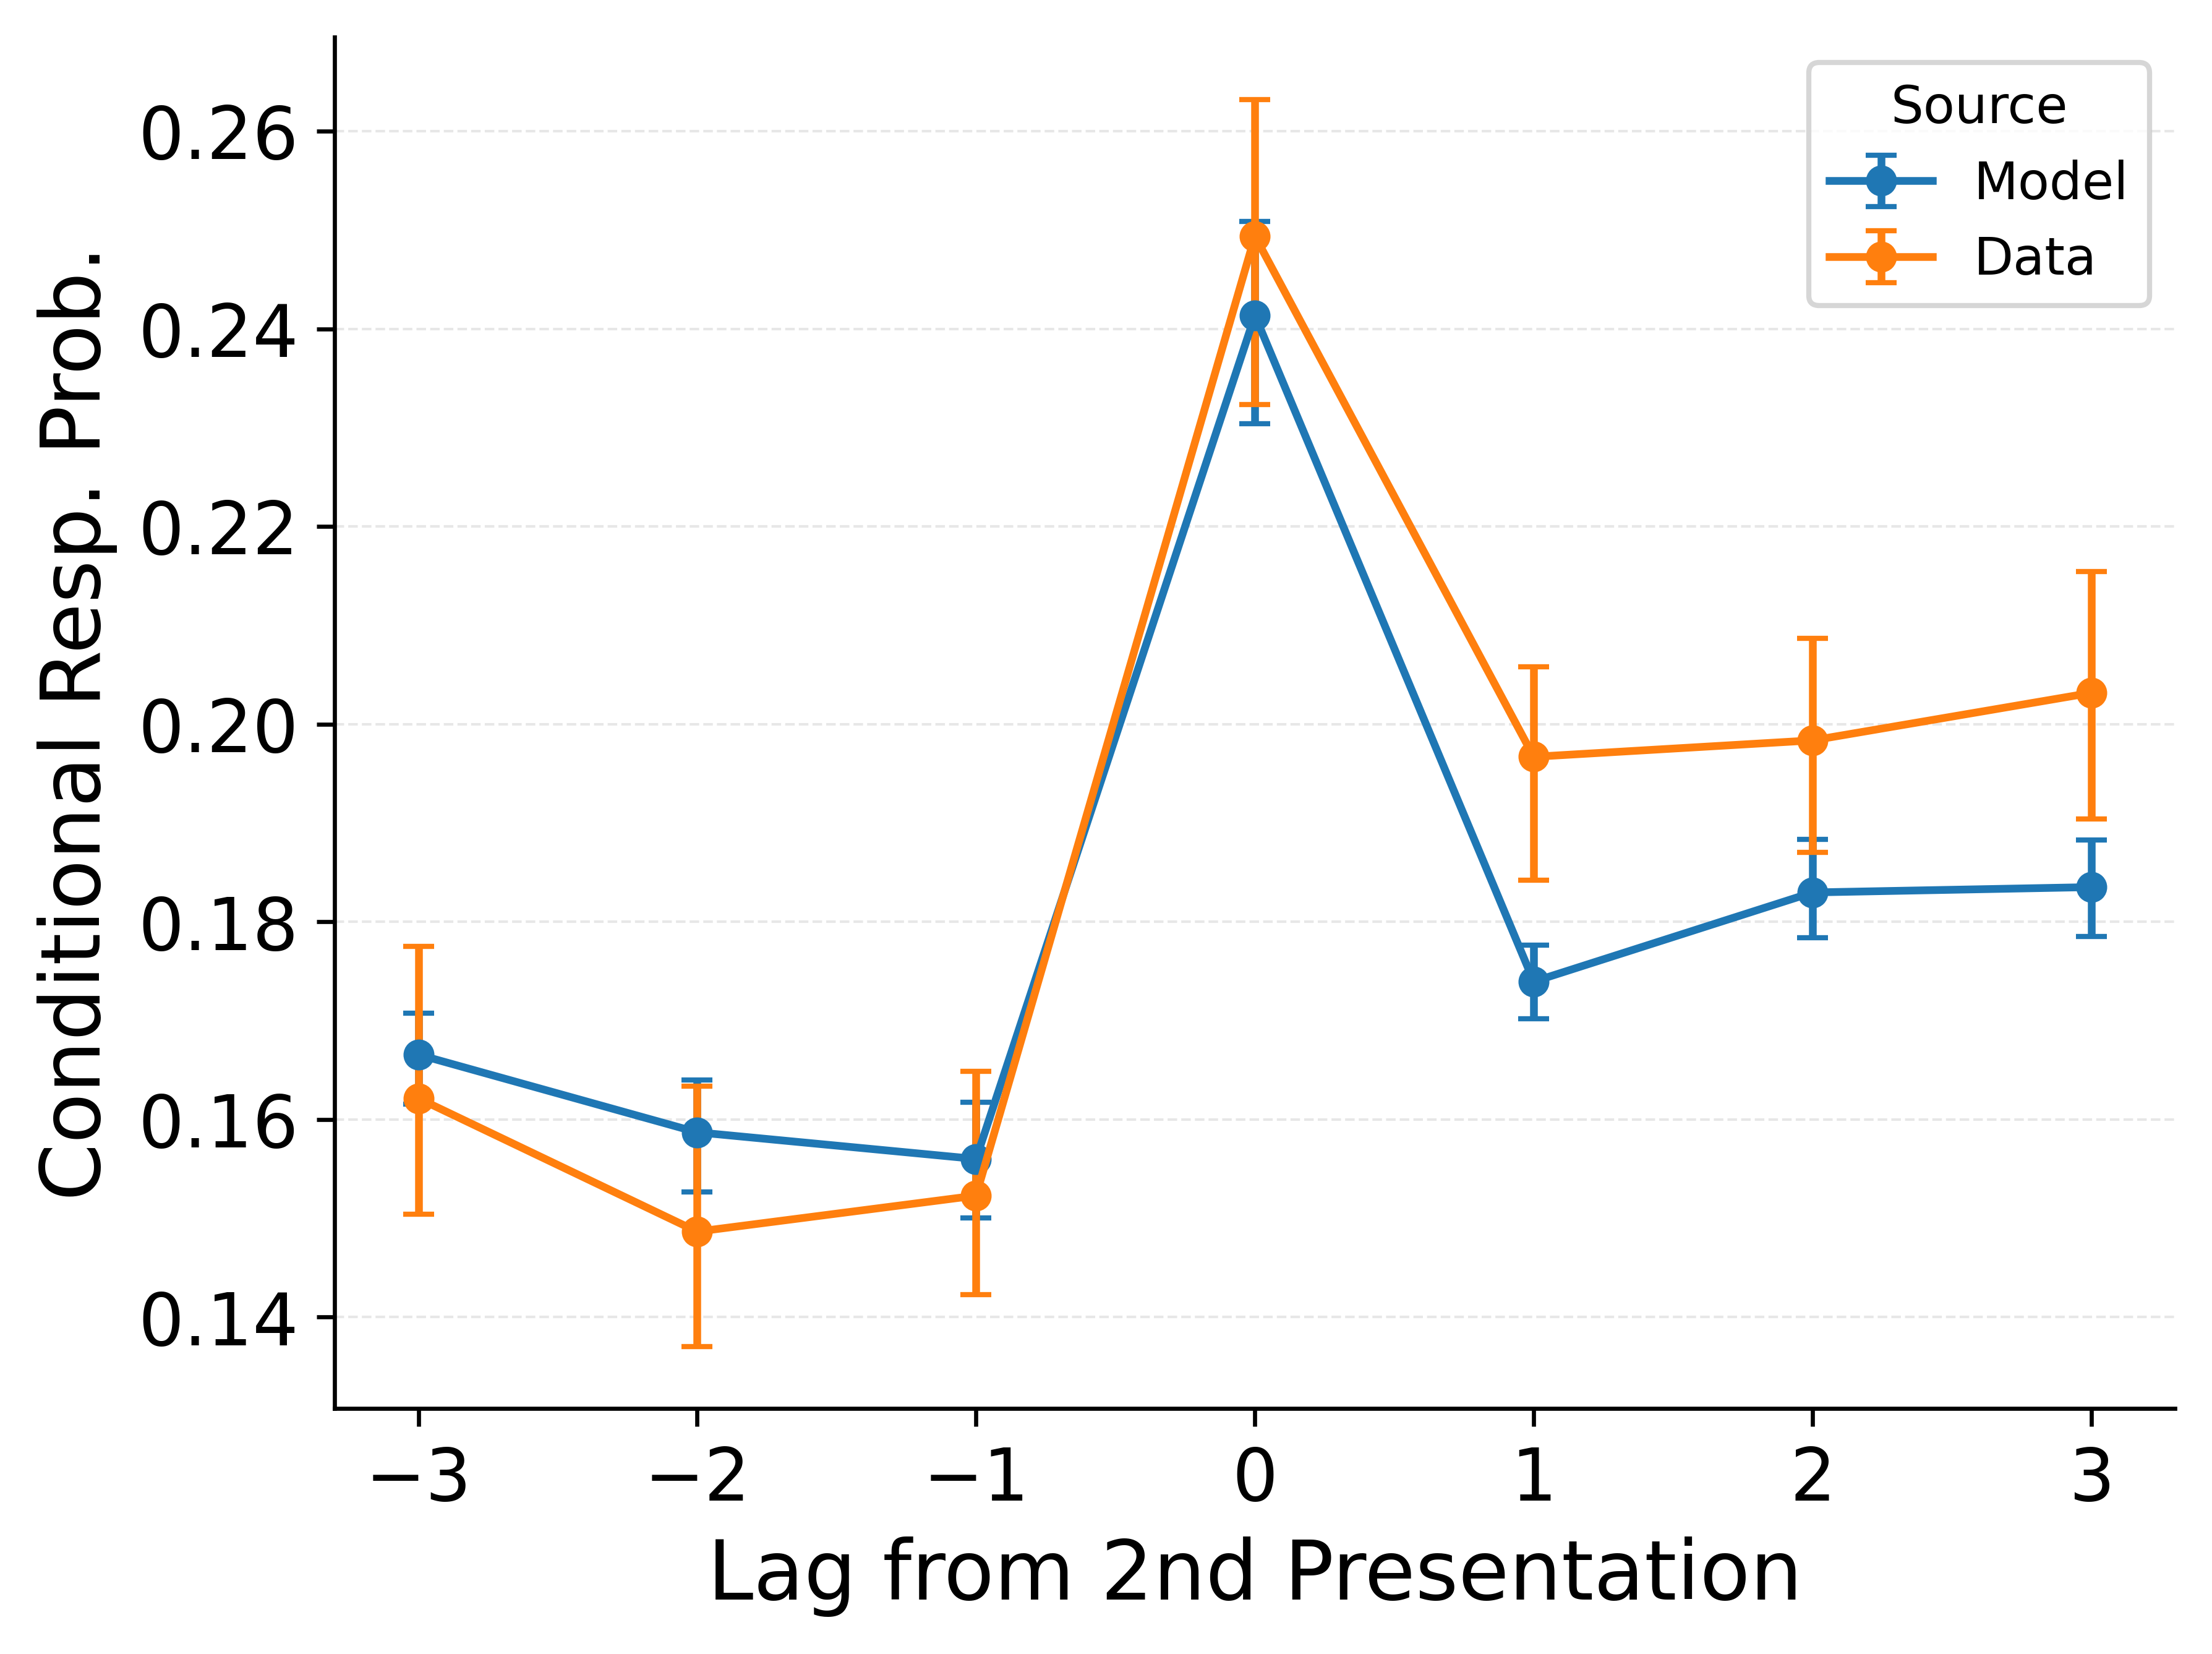 Source
Model
Data
Conditional Resp. Prob.
0.26
0.24
0.22
0.20
0.18
0.16
0.14
−3 −2 −1 0 1 2 3
Lag from 2nd Presentation